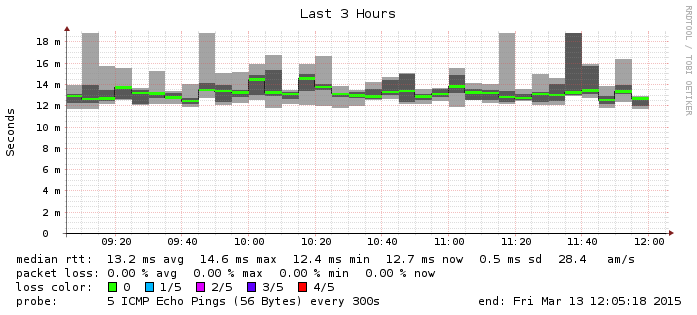 Last 3 Hours
RRDTOOL / TOBI OETIKER
Seconds
18 m
16 m
14 m
12 m
10 m
8 m
6 m
4 m
2 m
0
09:20 09:40 10:00 10:20 10:40 11:00 11:20 11:40 12:00
median rtt: 13.2 ms avg 14.6 ms max 12.4 ms min 12.7 ms now 0.5 ms sd 28.4 am/s
packet loss: 0.00 % avg 0.00 % max 0.00 % min 0.00 % now
loss color: 0 1/5 2/5 3/5 4/5
probe: 5 ICMP Echo Pings (56 Bytes) every 300s end: Fri Mar 13 12:05:18 2015